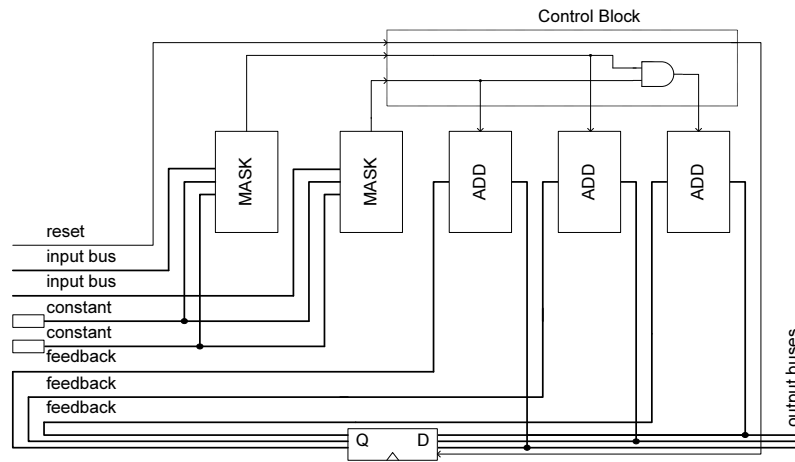 Control Block
MASK
MASK
ADD
ADD
ADD
reset
input bus
input bus
constant
constant
feedback
feedback
feedback
output buses
Q D